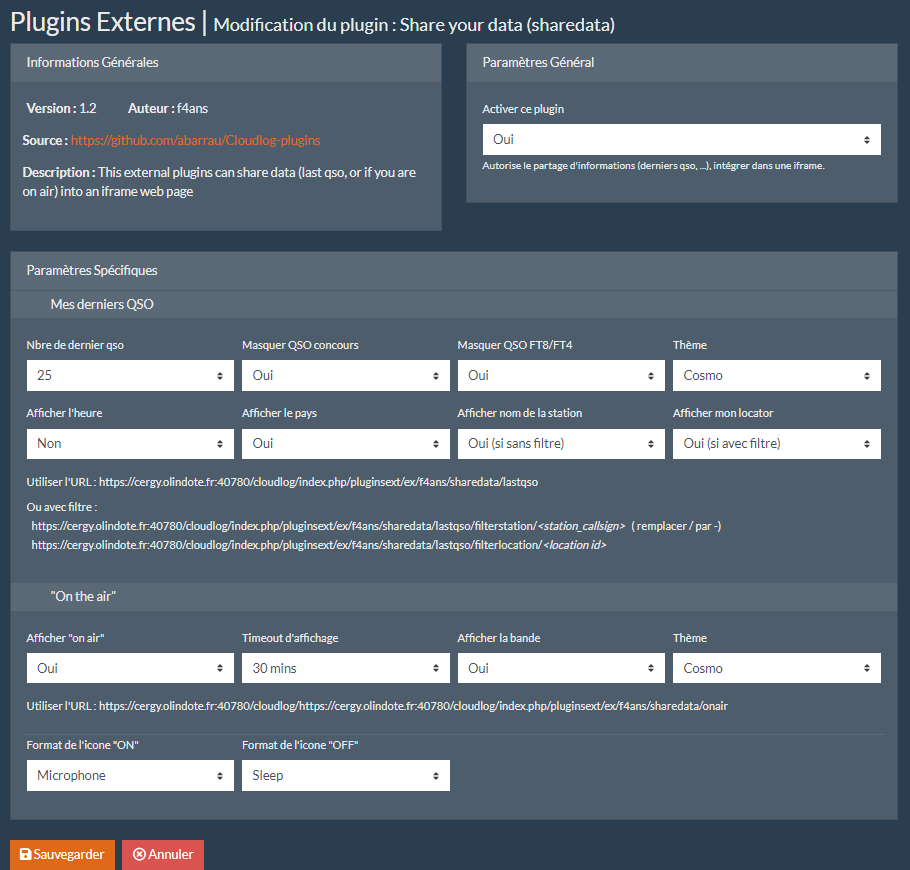 Plugins Externes | Modification du plugin : Share your data (sharedata)
Informations Générales
Version : 1.2 Auteur : f4ans
Source : https://github.com/abarrau/Cloudlog-plugins
Description : This external plugins can share data (last qso, or if you are
on air) into an iframe web page
Paramètres Général
Activer ce plugin
Oui
Autorise le partage d'informations (derniers qso, ...), intégrer dans une iframe.
Paramètres Spécifiques
Mes derniers QSO
Nbre de dernier qso Masquer QSO concours Masquer QSO FT8/FT4 Thème
25 Oui Oui Cosmo
Afficher l'heure Afficher le pays Afficher nom de la station Afficher mon locator
Non Oui Oui (si sans filtre) Oui (si avec filtre)
Utiliser l'URL : https://cergy.olindote.fr:40780/cloudlog/index.php/pluginsext/ex/f4ans/sharedata/lastqso
Ou avec filtre :
https://cergy.olindote.fr:40780/cloudlog/index.php/pluginsext/ex/f4ans/sharedata/lastqso/filterstation/<station_callsign> ( remplacer / par -)
https://cergy.olindote.fr:40780/cloudlog/index.php/pluginsext/ex/f4ans/sharedata/lastqso/filterlocation/<location id>
"On the air"
Afficher "on air" Timeout d'affichage Afficher la bande Thème
Oui 30 mins Oui Cosmo
Utiliser l'URL : https://cergy.olindote.fr:40780/cloudlog/https://cergy.olindote.fr:40780/cloudlog/index.php/pluginsext/ex/f4ans/sharedata/onair
Format de l'icone "ON" Format de l'icone "OFF"
Microphone Sleep
Sauvegarder Annuler